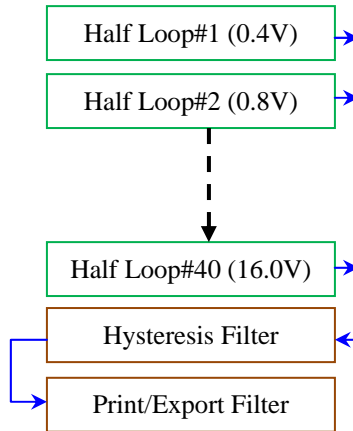 Half Loop#1 (0.4V)
Half Loop#2 (0.8V)
Half Loop#40 (16.0V)
Hysteresis Filter
Print/Export Filter